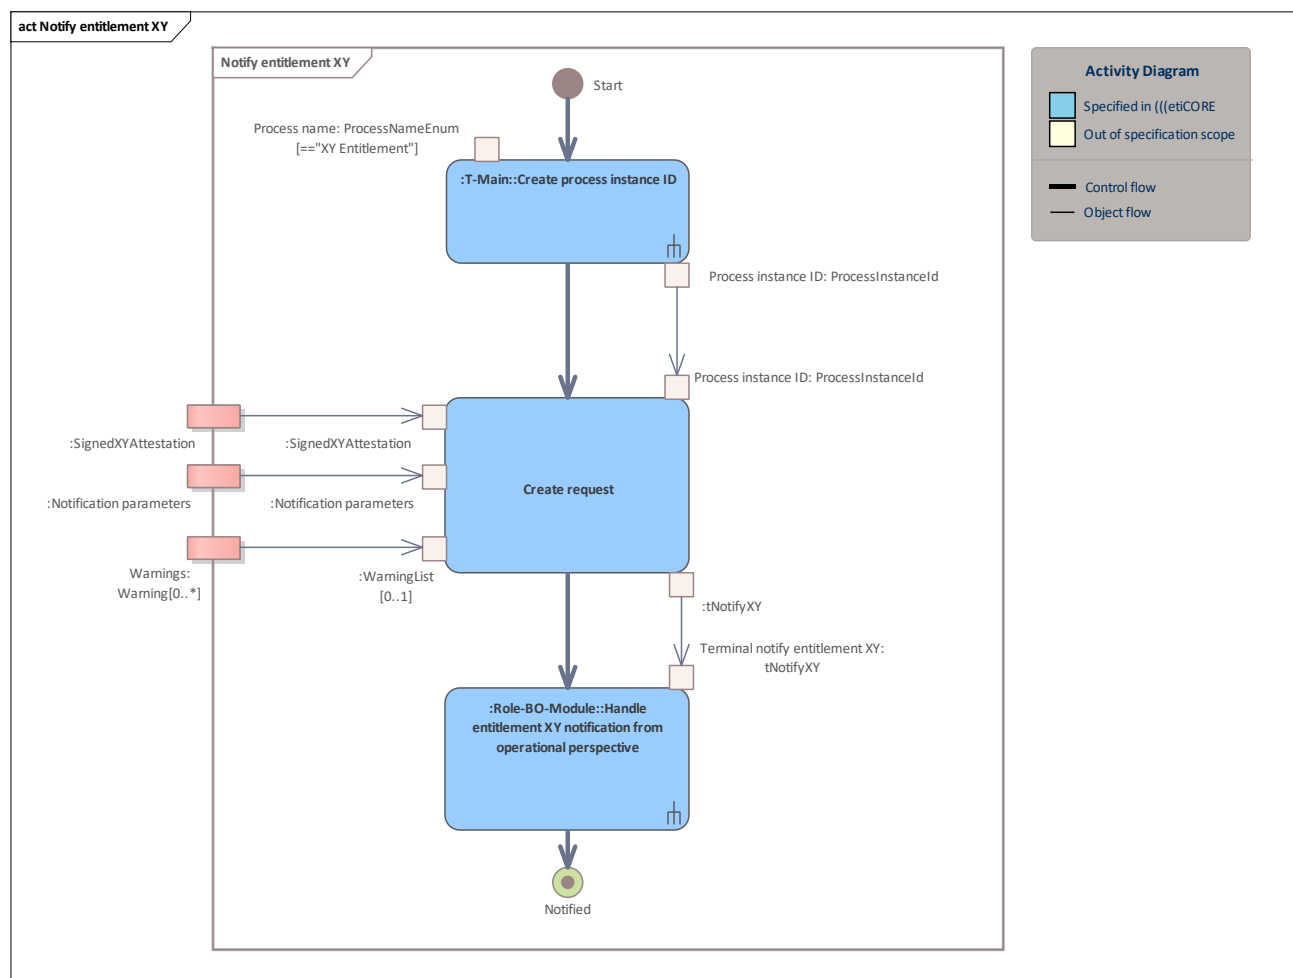 act Notify entitlement XY
Notify entitlement XY
Start
Process name: ProcessNameEnum
[=="XY Entitlement"]
:T-Main::Create process instance ID
Process instance ID: ProcessInstanceId
Process instance ID: ProcessInstanceId
:SignedXYAttestation
:SignedXYAttestation
:Notification parameters
:Notification parameters
Create request
Warnings:
Warning[0..*]
:WarningList
[0..1]
:tNotifyXY
Terminal notify entitlement XY:
tNotifyXY
:Role-BO-Module::Handle
entitlement XY notification from
operational perspective
Notified
Activity Diagram
Specified in (((etiCORE
Out of specification scope
Control flow
Object flow